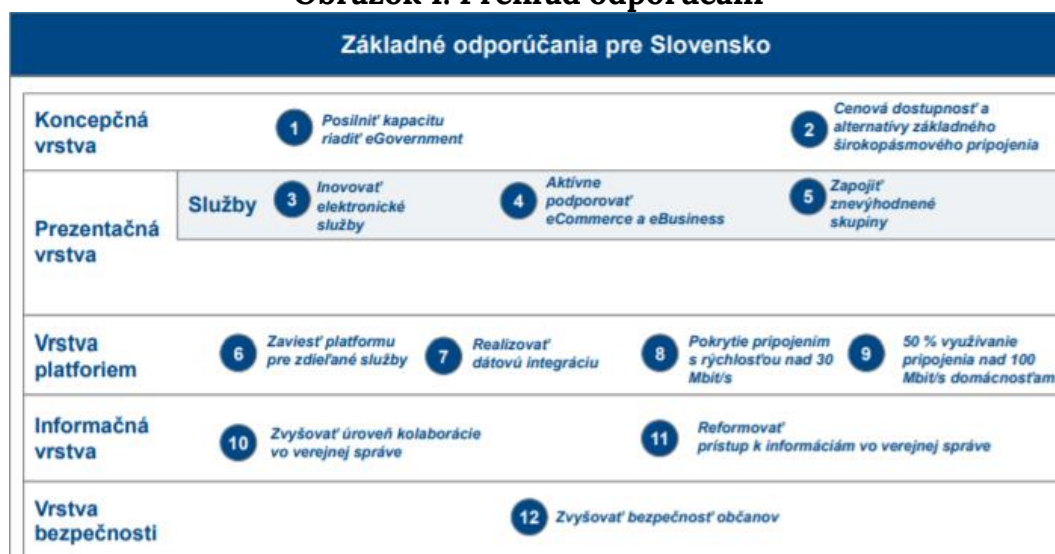 Obrázok 1. Prehľad odporúčaní
Základné odporúčania pre Slovensko
Koncepčná
vrstva
1
Posilniť kapacitu
riadiť eGovernment
2
Cenová dostupnosť a
alternatívy základného
širokopásmového pripojenia
Prezentačná
vrstva
Služby
3
Inovovať
elektronické
služby
4
Aktívne
podporovať
eCommerce a eBusiness
5
Zapojiť
znevýhodnené
skupiny
Vrstva
platforiem
6
Zaviesť platformu
pre zdieľané služby
7
Realizovať
dátovú integráciu
8
Pokrytie pripojením
s rýchlosťou nad 30
Mbit/s
9
50 % využívanie
pripojenia nad 100
Mbit/s domácnosťam
Informačná
vrstva
10
Zvyšovať úroveň kolaborácie
vo verejnej správe
11
Reformovať
prístup k informáciám vo verejnej správe
Vrstva
bezpečnosti
12
Zvyšovať bezpečnosť občanov